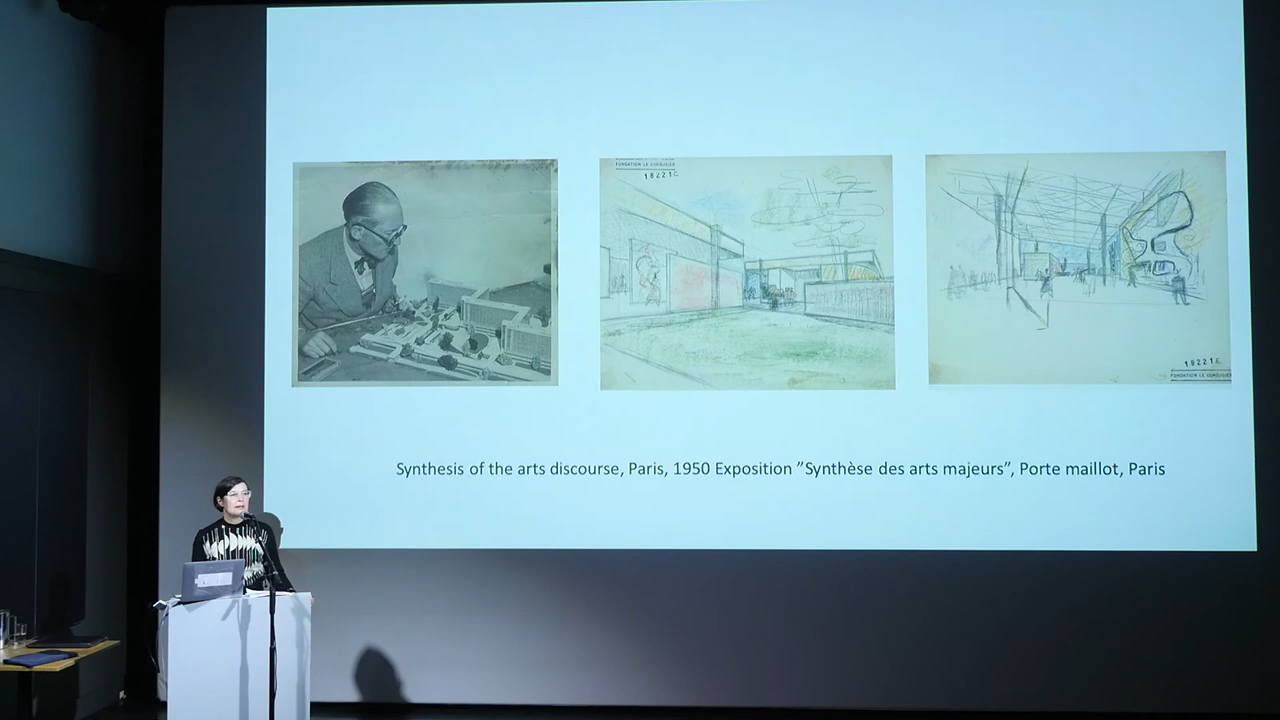 FONDATION LE CORBUSIER
18221C
18221E
FONDATION LE CORBUSIER
Synthesis of the arts discourse, Paris, 1950 Exposition ”Synthèse des arts majeurs”, Porte maillot, Paris